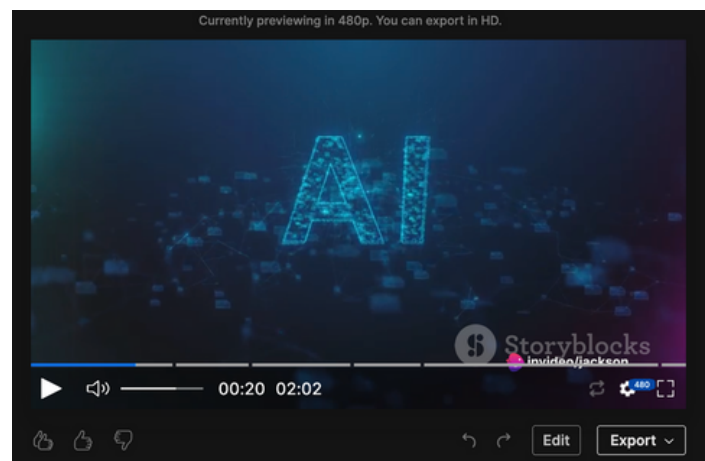 Currently previewing in 480p. You can export in HD.
AI
Storyblocks
invideo/jackson
00:20 02:02
480
Edit
Export